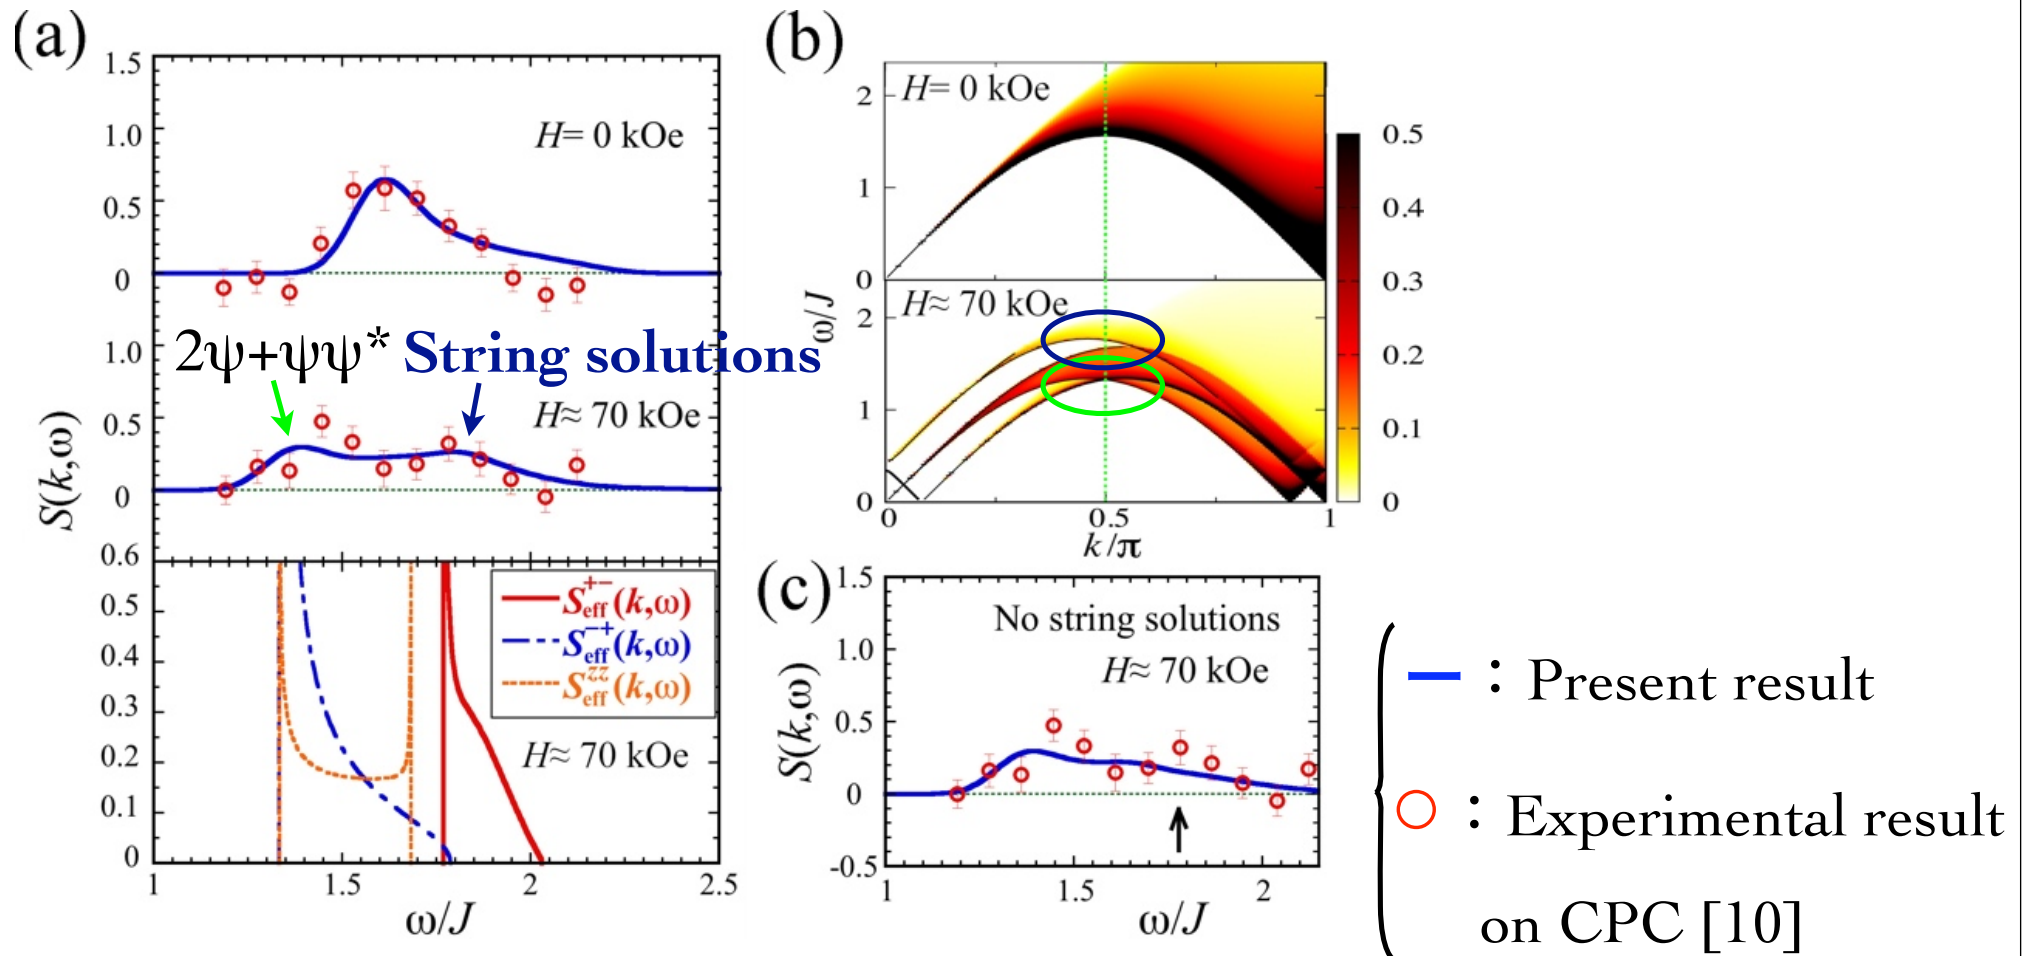 (a)
1.5
1.0
0.5
0
H= 0 kOe
2ψ+ψψ* String solutions
1.0
0.5
0
H≈ 70 kOe
S(k,ω)
0.6
0.5
0.4
0.3
0.2
0.1
0
S+-eff(k,ω)
S-+eff(k,ω)
Szzeff(k,ω)
H≈ 70 kOe
1 1.5 2 2.5
ω/J
(b)
H= 0 kOe
2
1
0
ω/J
H≈ 70 kOe
2
1
0
0 0.5 1
k/π
0.5
0.4
0.3
0.2
0.1
0
(c)
1.5
1.0
0.5
0
-0.5
S(k,ω)
No string solutions
H≈ 70 kOe
1 1.5 2
ω/J
: Present result
: Experimental result
on CPC [10]